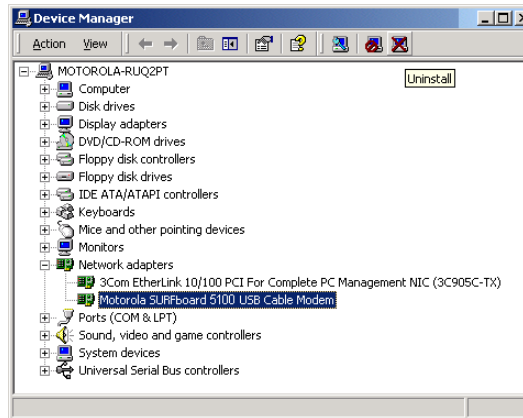 Device Manager
Action View
Uninstall
MOTOROLA-RUQ2PT
Computer
Disk drives
Display adapters
DVD/CD-ROM drives
Floppy disk controllers
Floppy disk drives
IDE ATA/ATAPI controllers
Keyboards
Mice and other pointing devices
Monitors
Network adapters
3Com EtherLink 10/100 PCI For Complete PC Management NIC (3C905C-TX)
Motorola SURFboard 5100 USB Cable Modem
Ports (COM & LPT)
Sound, video and game controllers
System devices
Universal Serial Bus controllers